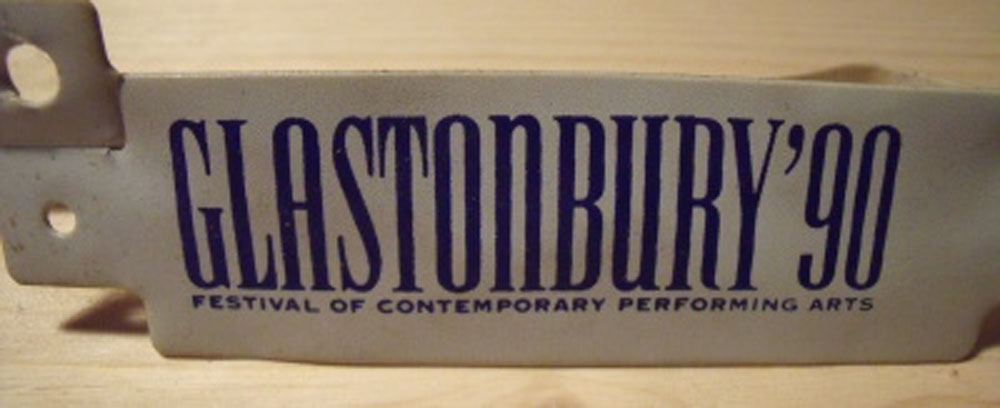 GLASTONBURY '90
FESTIVAL OF CONTEMPORARY PERFORMING ARTS